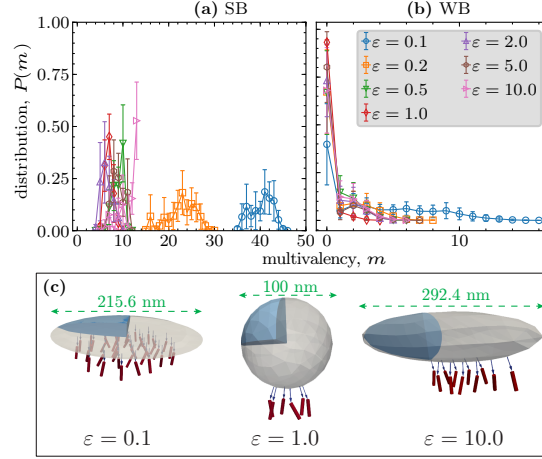 (a) SB
(b) WB
distribution, P(m)
1.00
0.75
0.50
0.25
0.00
0 10 20 30 40 50
0 10
multivalency, m
ε = 0.1
ε = 0.2
ε = 0.5
ε = 1.0
ε = 2.0
ε = 5.0
ε = 10.0
(c)
215.6 nm
100 nm
292.4 nm
ε = 0.1
ε = 1.0
ε = 10.0